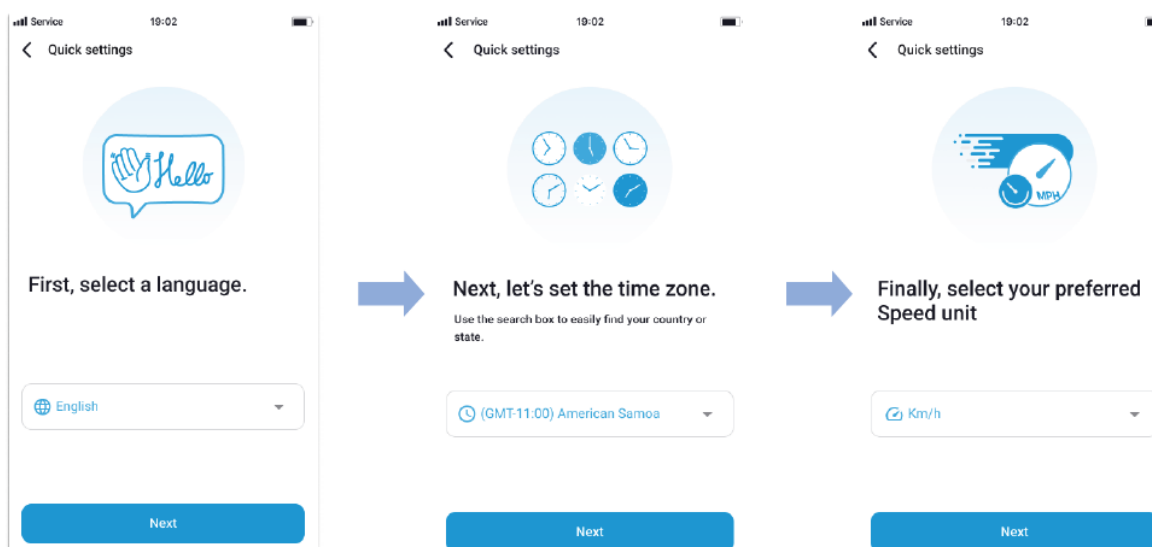 Service 19:02
Quick settings
Hello
First, select a language.
English
Next
Service 19:02
Quick settings
Next, let's set the time zone.
Use the search box to easily find your country or
state.
(GMT-11:00) American Samoa
Next
Service 19:02
Quick settings
MPH
Finally, select your preferred
Speed unit
Km/h
Next